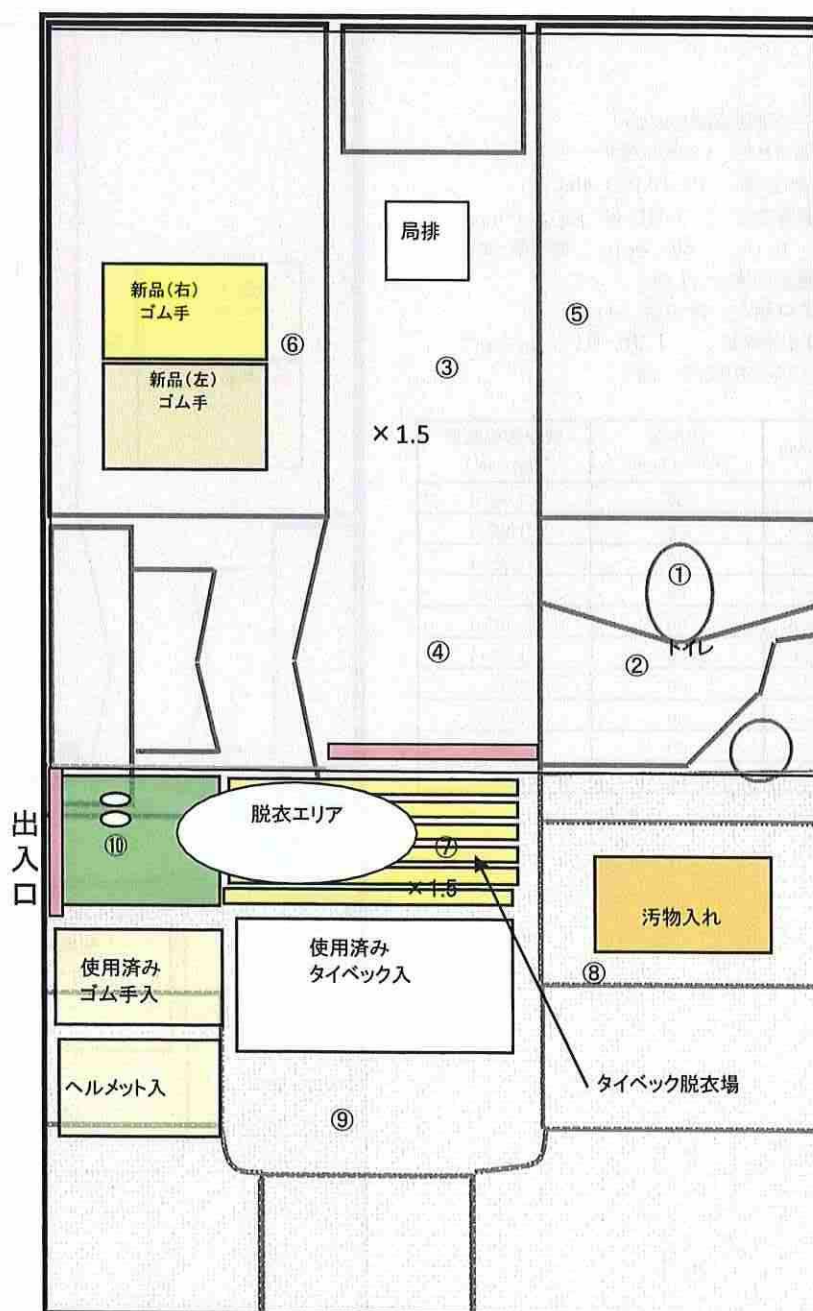 局排
新品(右)
ゴム手
新品(左)
ゴム手
⑥
⑤
③
×1.5
①
④
②
トイレ
出入口
脱衣エリア
⑩
⑦
×1.5
汚物入れ
使用済み
ゴム手入
使用済み
タイベック入
⑧
ヘルメット入
タイベック脱衣場
⑨